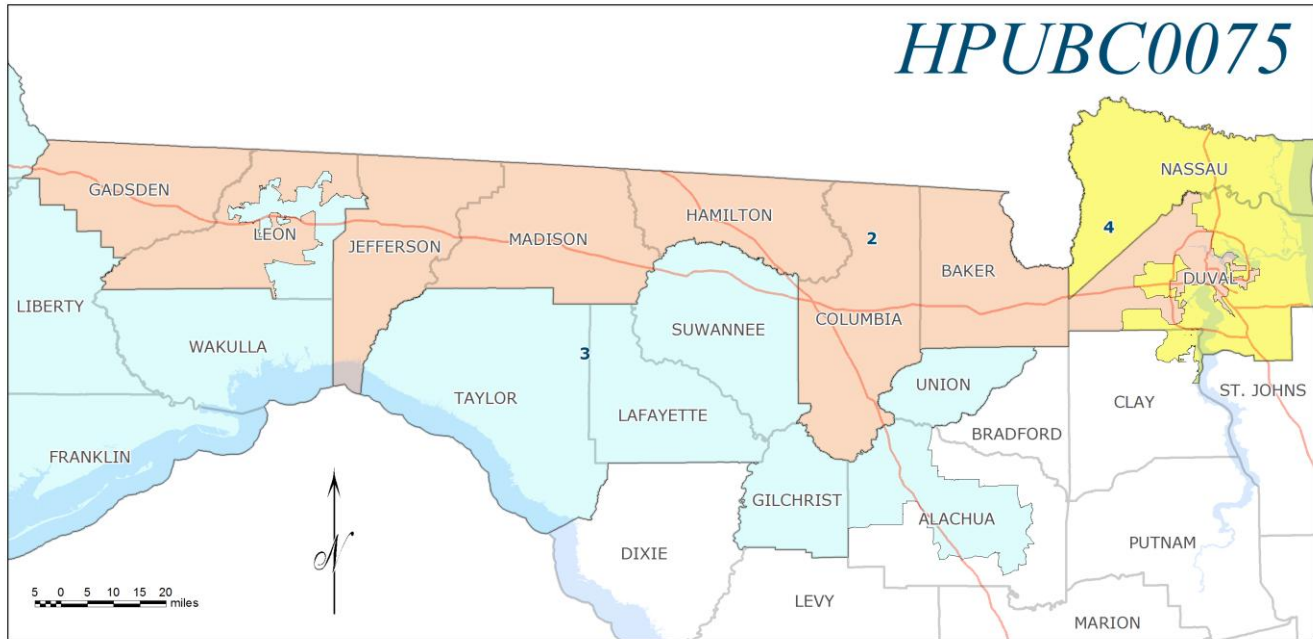 HPUBC0075
NASSAU
GADSDEN
HAMILTON
4
LEON
JEFFERSON
MADISON
2
BAKER
DUVAL
LIBERTY
COLUMBIA
SUWANNEE
WAKULLA
3
UNION
TAYLOR
LAFAYETTE
CLAY
ST. JOHNS
BRADFORD
FRANKLIN
GILCHRIST
ALACHUA
DIXIE
PUTNAM
N
5 0 5 10 15 20
miles
LEVY
MARION